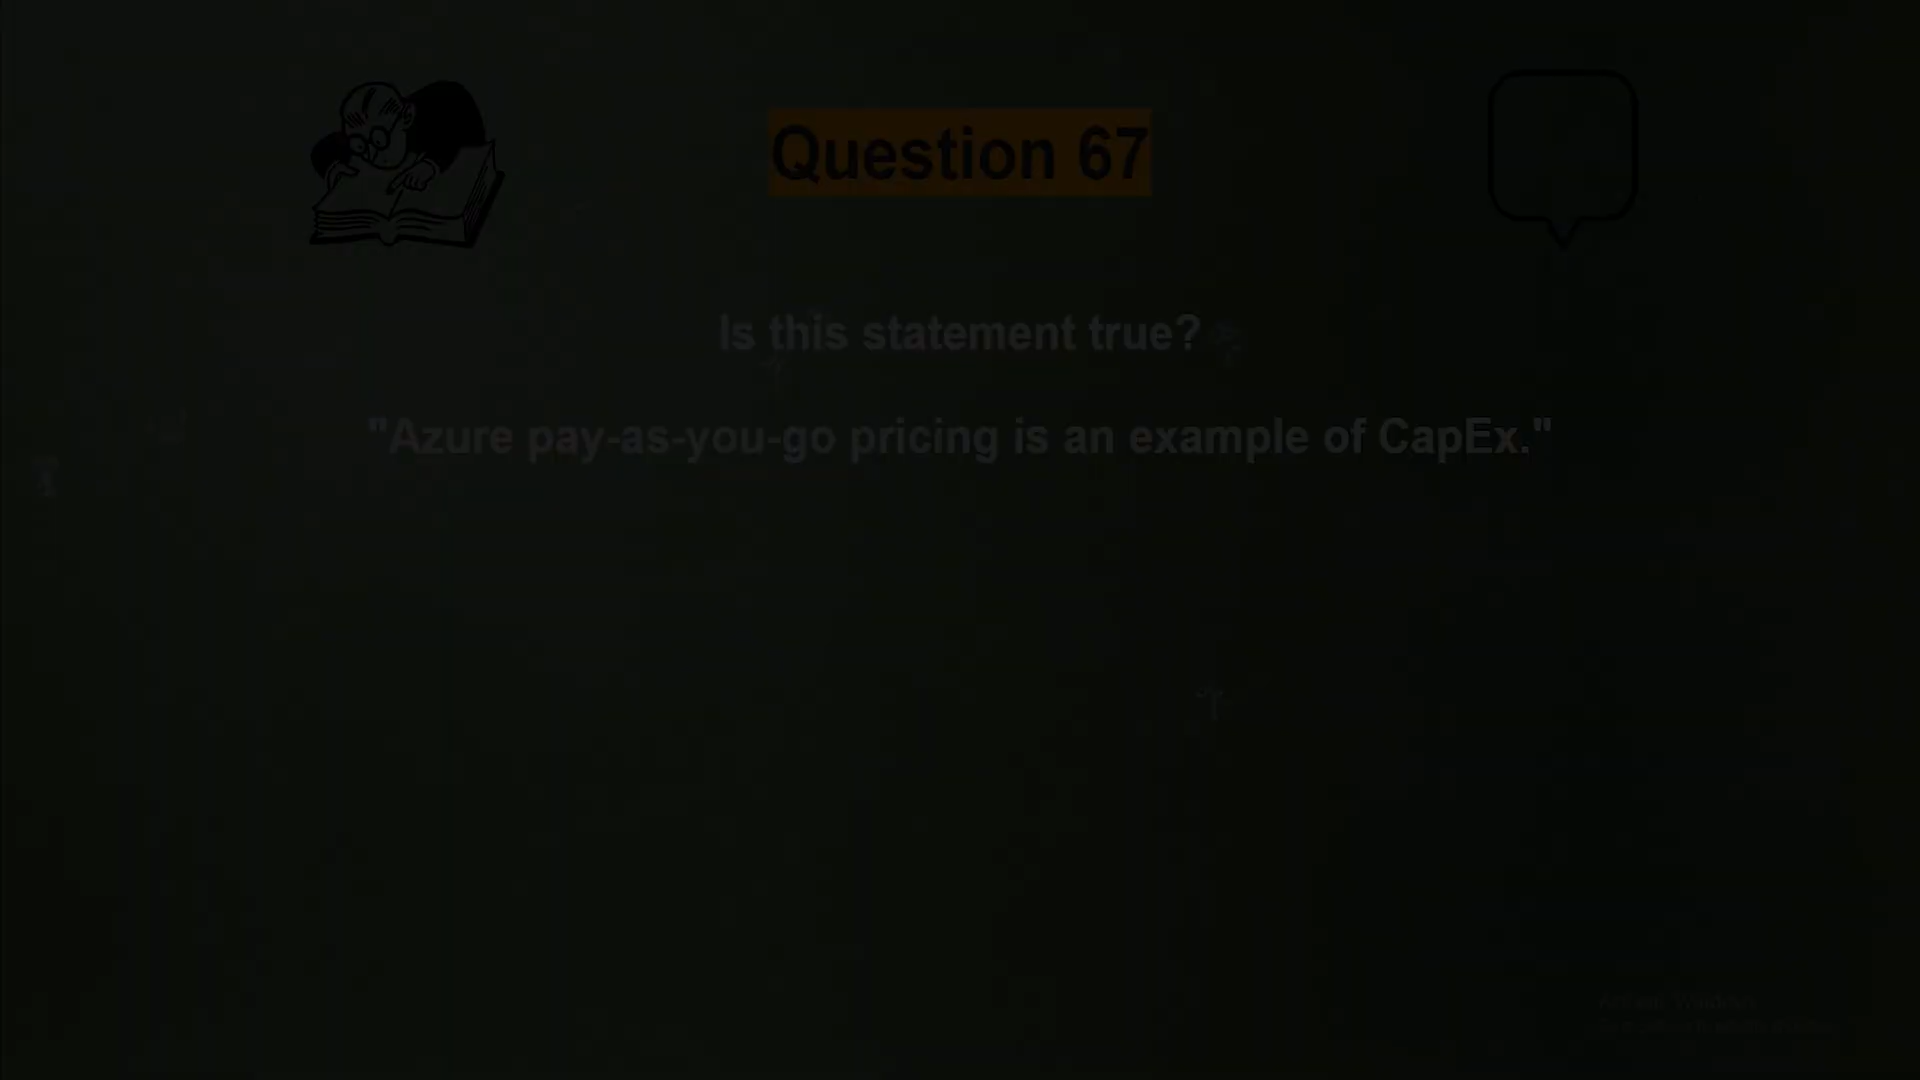 Question 67
Is this statement true?
"Azure pay-as-you-go pricing is an example of CapEx."